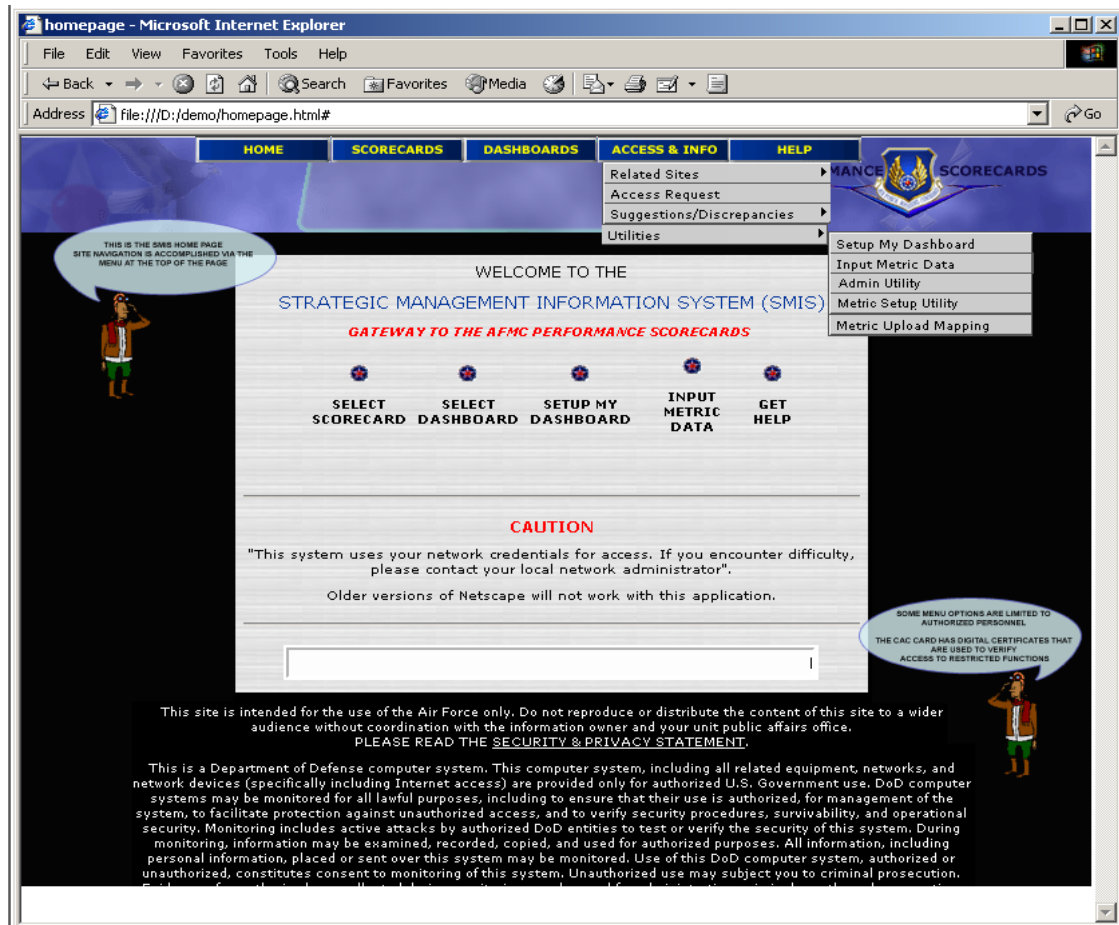 homepage - Microsoft Internet Explorer
File Edit View Favorites Tools Help
Back Search Favorites Media
Address file:///D:/demo/homepage.html# Go
HOME SCORECARDS DASHBOARDS ACCESS & INFO HELP
MANCE SCORECARDS
Related Sites
Access Request
Suggestions/Discrepancies
Utilities
Setup My Dashboard
Input Metric Data
Admin Utility
Metric Setup Utility
Metric Upload Mapping
THIS IS THE SMIS HOME PAGE
SITE NAVIGATION IS ACCOMPLISHED VIA THE
MENU AT THE TOP OF THE PAGE
WELCOME TO THE
STRATEGIC MANAGEMENT INFORMATION SYSTEM (SMIS)
GATEWAY TO THE AFMC PERFORMANCE SCORECARDS
SELECT
SCORECARD
SELECT
DASHBOARD
SETUP MY
DASHBOARD
INPUT
METRIC
DATA
GET
HELP
CAUTION
"This system uses your network credentials for access. If you encounter difficulty,
please contact your local network administrator".
Older versions of Netscape will not work with this application.
SOME MENU OPTIONS ARE LIMITED TO
AUTHORIZED PERSONNEL
THE CAC CARD HAS DIGITAL CERTIFICATES THAT
ARE USED TO VERIFY
ACCESS TO RESTRICTED FUNCTIONS
This site is intended for the use of the Air Force only. Do not reproduce or distribute the content of this site to a wider
audience without coordination with the information owner and your unit public affairs office.
PLEASE READ THE SECURITY & PRIVACY STATEMENT.
This is a Department of Defense computer system. This computer system, including all related equipment, networks, and
network devices (specifically including Internet access) are provided only for authorized U.S. Government use. DoD computer
systems may be monitored for all lawful purposes, including to ensure that their use is authorized, for management of the
system, to facilitate protection against unauthorized access, and to verify security procedures, survivability, and operational
security. Monitoring includes active attacks by authorized DoD entities to test or verify the security of this system. During
monitoring, information may be examined, recorded, copied, and used for authorized purposes. All information, including
personal information, placed or sent over this system may be monitored. Use of this DoD computer system, authorized or
unauthorized, constitutes consent to monitoring of this system. Unauthorized use may subject you to criminal prosecution.